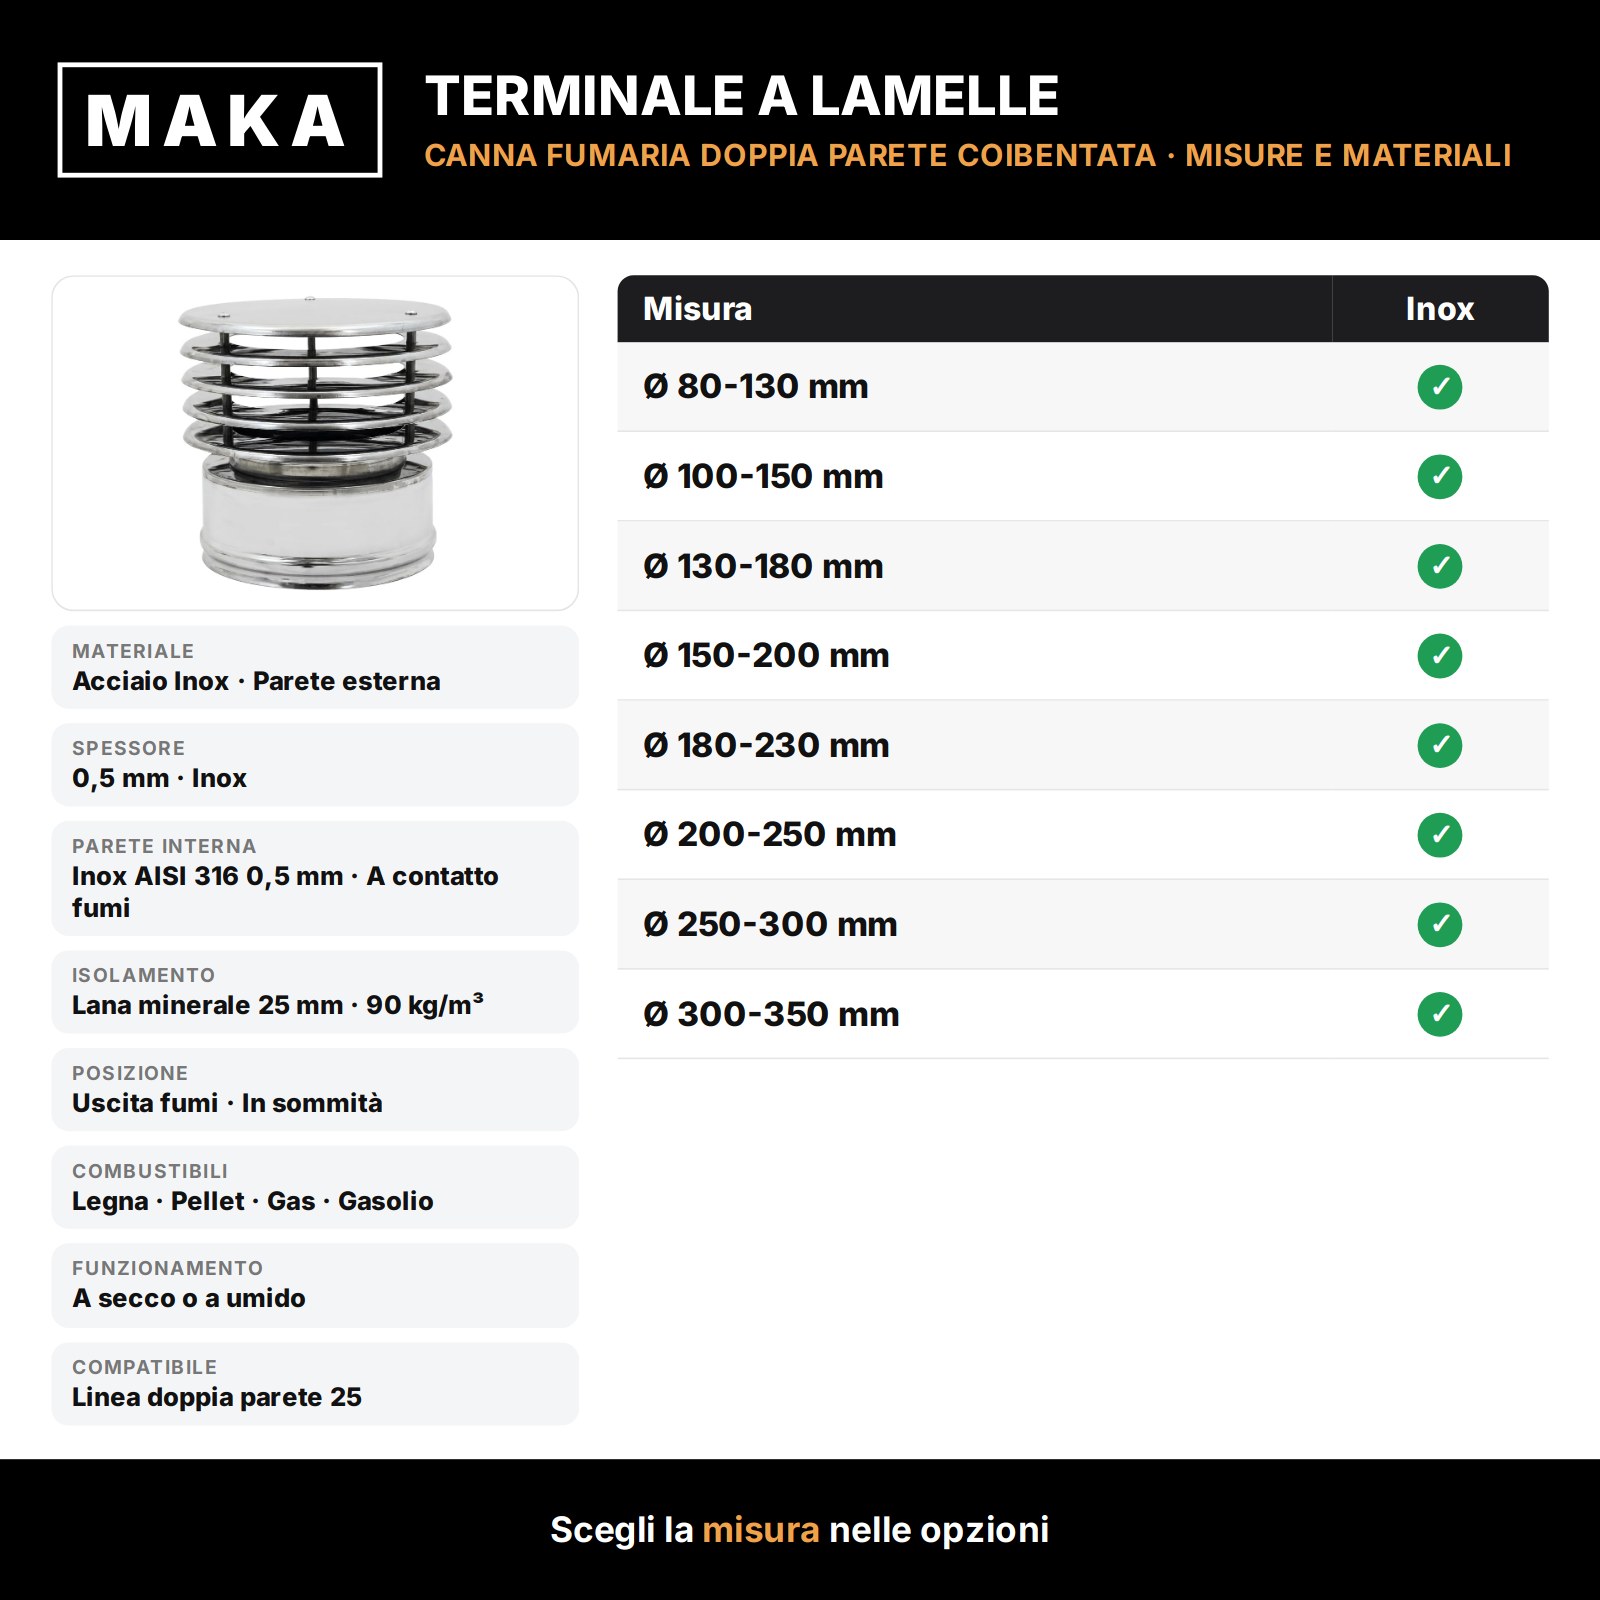 MAKA
TERMINALE A LAMELLE
CANNA FUMARIA DOPPIA PARETE COIBENTATA · MISURE E MATERIALI
MATERIALE
Acciaio Inox · Parete esterna
SPESSORE
0,5 mm · Inox
PARETE INTERNA
Inox AISI 316 0,5 mm · A contatto
fumi
ISOLAMENTO
Lana minerale 25 mm · 90 kg/m³
POSIZIONE
Uscita fumi · In sommità
COMBUSTIBILI
Legna · Pellet · Gas · Gasolio
FUNZIONAMENTO
A secco o a umido
COMPATIBILE
Linea doppia parete 25
Misura Inox
Ø 80-130 mm ✓
Ø 100-150 mm ✓
Ø 130-180 mm ✓
Ø 150-200 mm ✓
Ø 180-230 mm ✓
Ø 200-250 mm ✓
Ø 250-300 mm ✓
Ø 300-350 mm ✓
Scegli la misura nelle opzioni